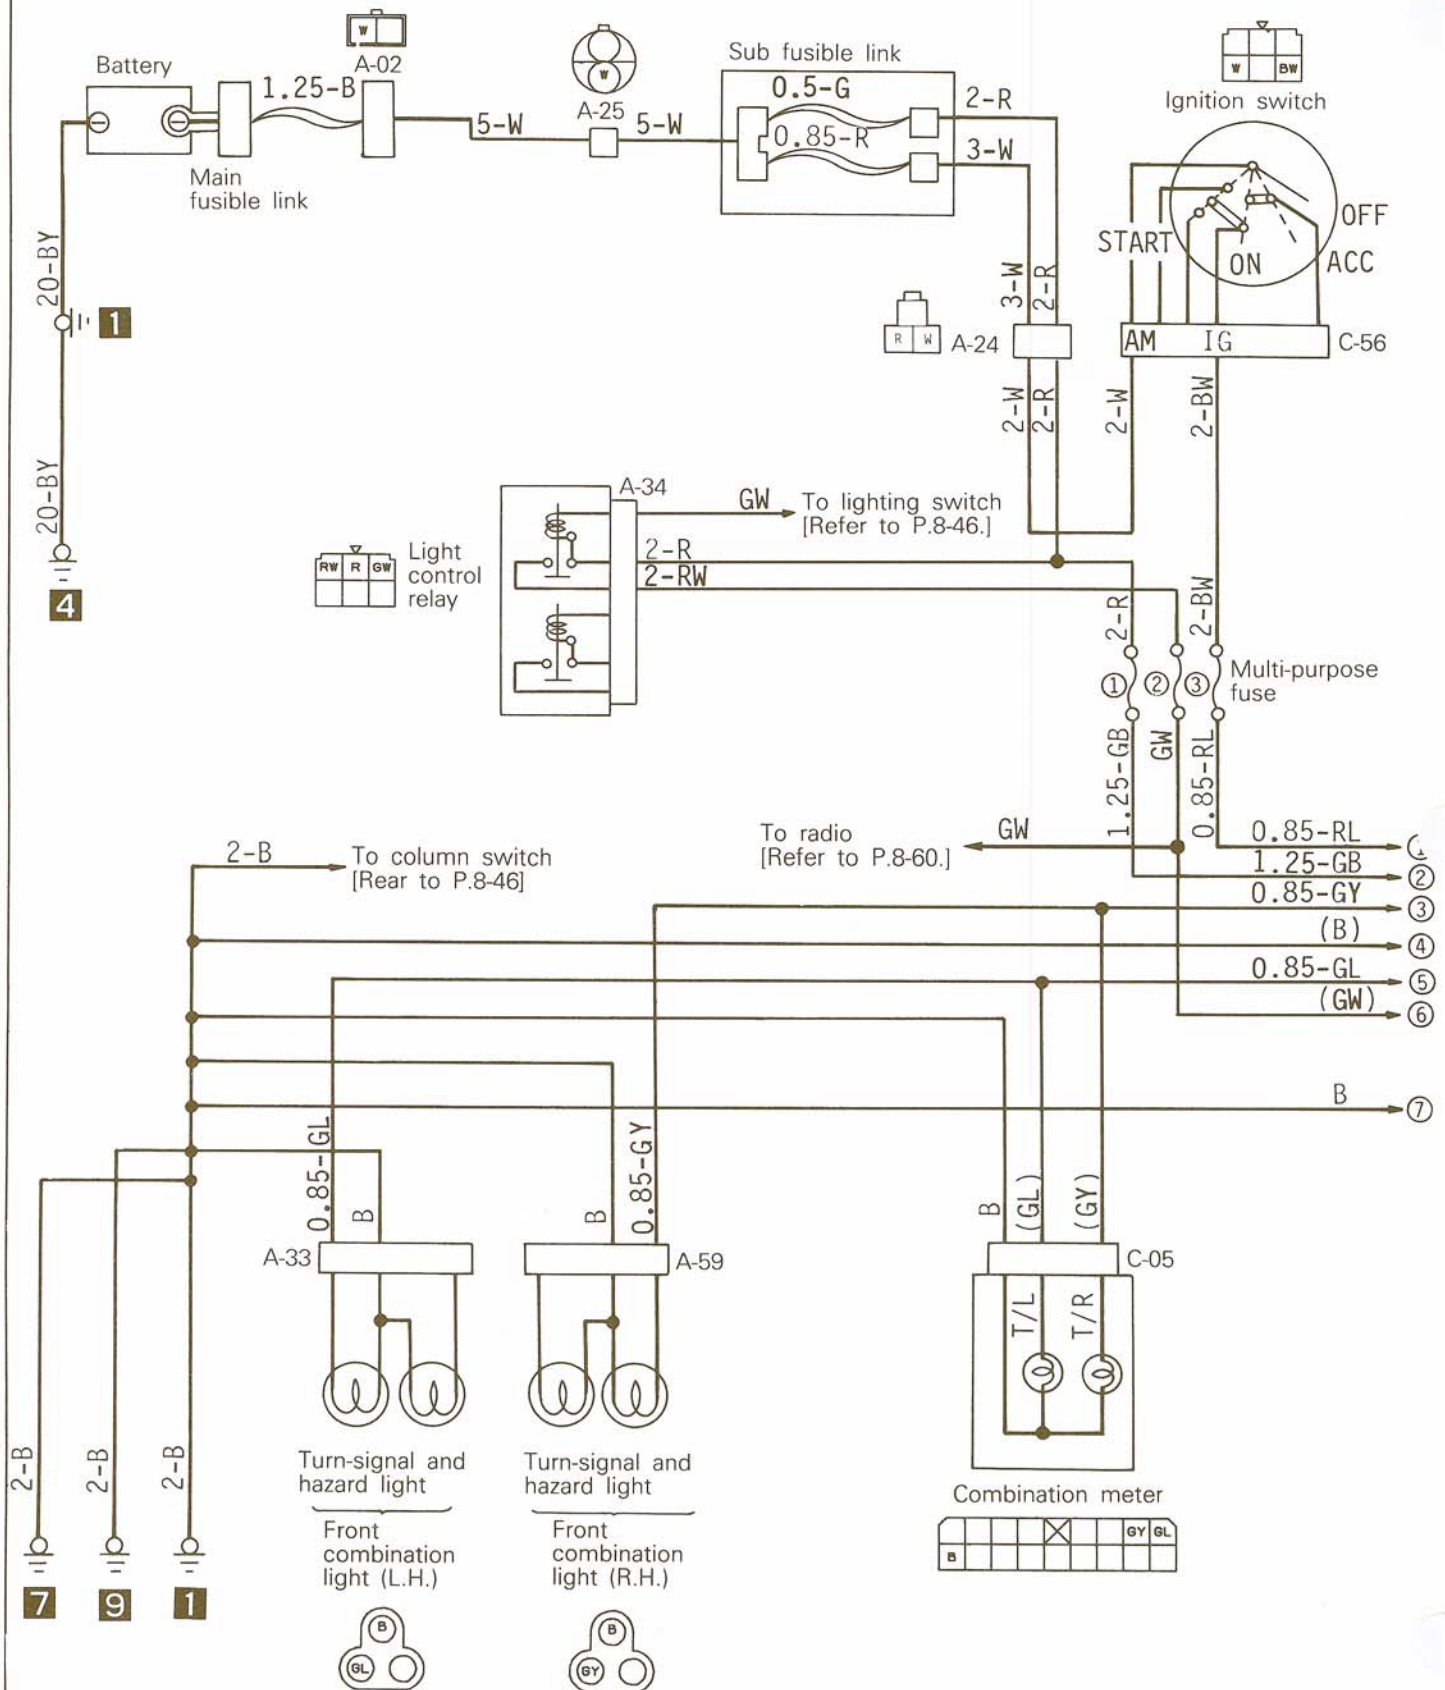 W
A-02
Battery
1.25-B
Main
fusible link
5-W
W
A-25
5-W
Sub fusible link
0.5-G
0.85-R
2-R
3-W
W
BW
Ignition switch
START
ON
OFF
ACC
20-BY
1
20-BY
4
3-W
2-R
R
W
A-24
AM
IG
C-56
2-W
2-R
2-W
2-BW
A-34
GW
To lighting switch
[Refer to P.8-46.]
2-R
2-RW
RW
R
GW
Light
control
relay
2-R
2-BW
①
②
③
Multi-purpose
fuse
1.25-GB
GW
0.85-RL
To radio
[Refer to P.8-60.]
GW
2-B
To column switch
[Rear to P.8-46]
0.85-RL
1.25-GB
②
0.85-GY
③
(B)
④
0.85-GL
⑤
(GW)
⑥
B
⑦
0.85-GL
B
B
0.85-GY
B
(GL)
(GY)
A-33
A-59
C-05
T/L
T/R
2-B
2-B
2-B
7
9
1
Turn-signal and
hazard light
Front
combination
light (L.H.)
B
GL
Turn-signal and
hazard light
Front
combination
light (R.H.)
B
GY
Combination meter
GY
GL
B